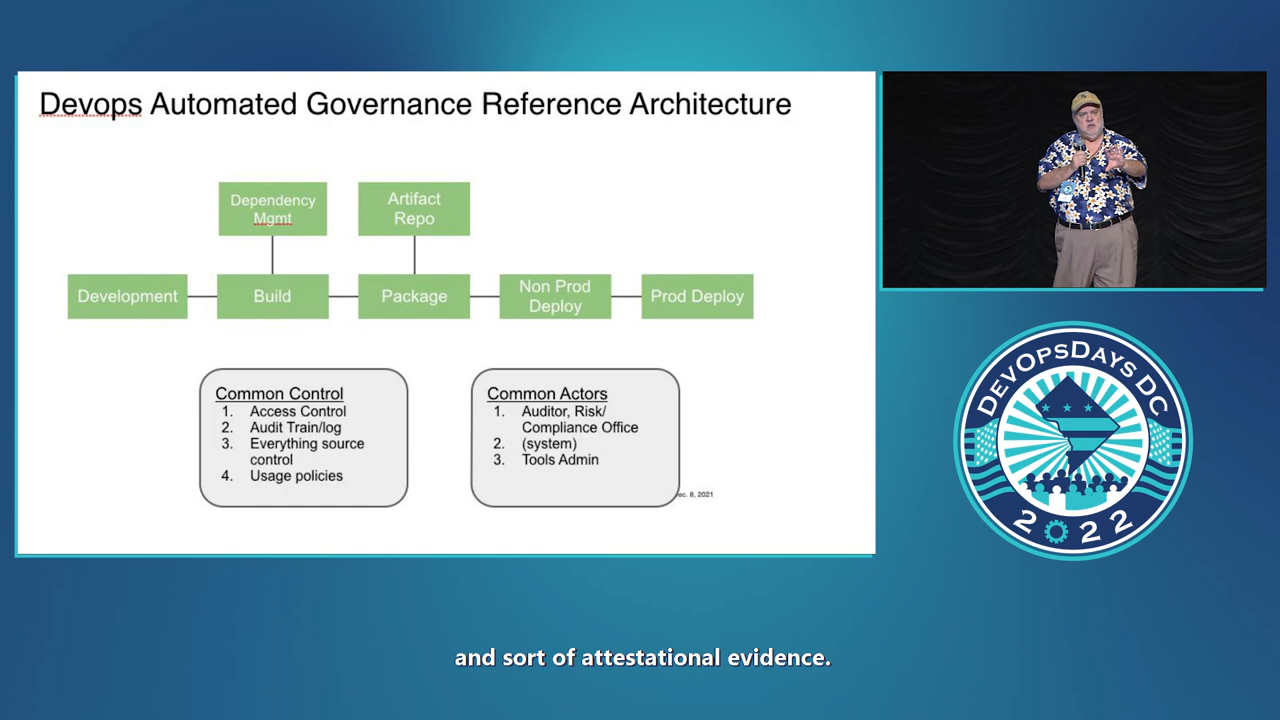 Devops Automated Governance Reference Architecture
Dependency
Mgmt
Artifact
Repo
Development
Build
Package
Non Prod
Deploy
Prod Deploy
Common Control
1. Access Control
2. Audit Train/log
3. Everything source
control
4. Usage policies
Common Actors
1. Auditor, Risk/
Compliance Office
2. (system)
3. Tools Admin
ec. 8, 2021
DEVOPSDAYS DC
2022
and sort of attestational evidence.